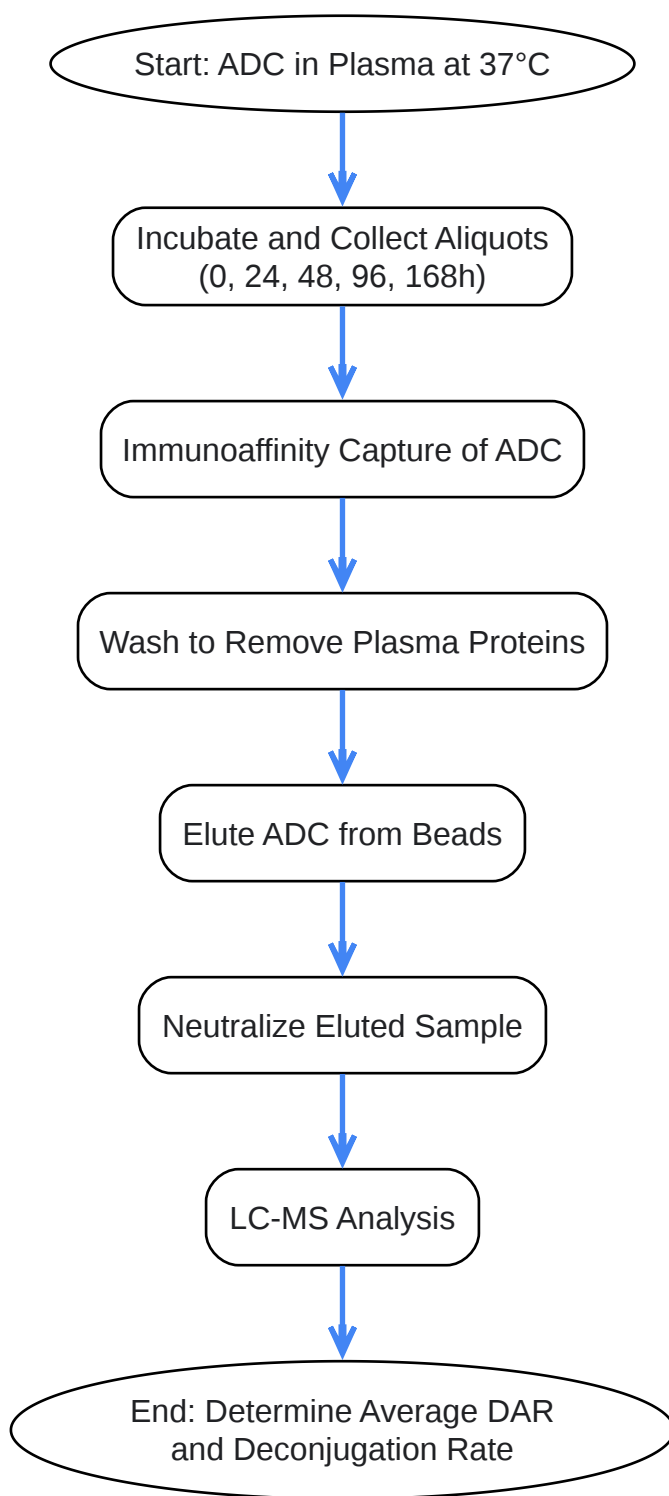 Start: ADC in Plasma at 37°C
Incubate and Collect Aliquots
(0, 24, 48, 96, 168h)
Immunoaffinity Capture of ADC
Wash to Remove Plasma Proteins
Elute ADC from Beads
Neutralize Eluted Sample
LC-MS Analysis
End: Determine Average DAR
and Deconjugation Rate